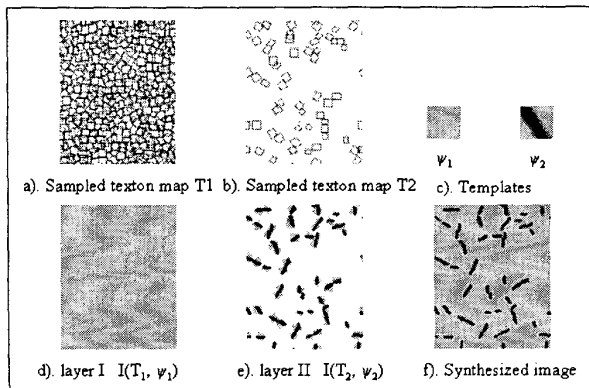 ψ₁ ψ₂
a). Sampled texton map T1 b). Sampled texton map T2 c). Templates
d). layer I I(T₁, ψ₁) e). layer II I(T₂, ψ₂) f). Synthesized image